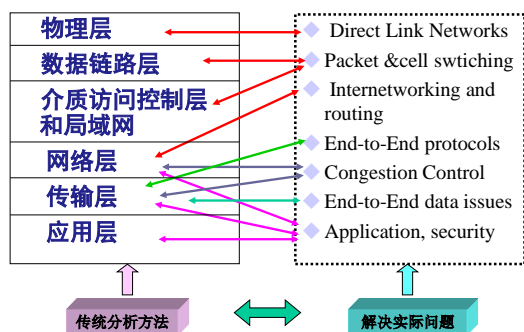 物理层
数据链路层
介质访问控制层
和局域网
网络层
传输层
应用层
传统分析方法
Direct Link Networks
Packet &cell swtiching
Internetworking and
routing
End-to-End protocols
Congestion Control
End-to-End data issues
Application, security
解决实际问题